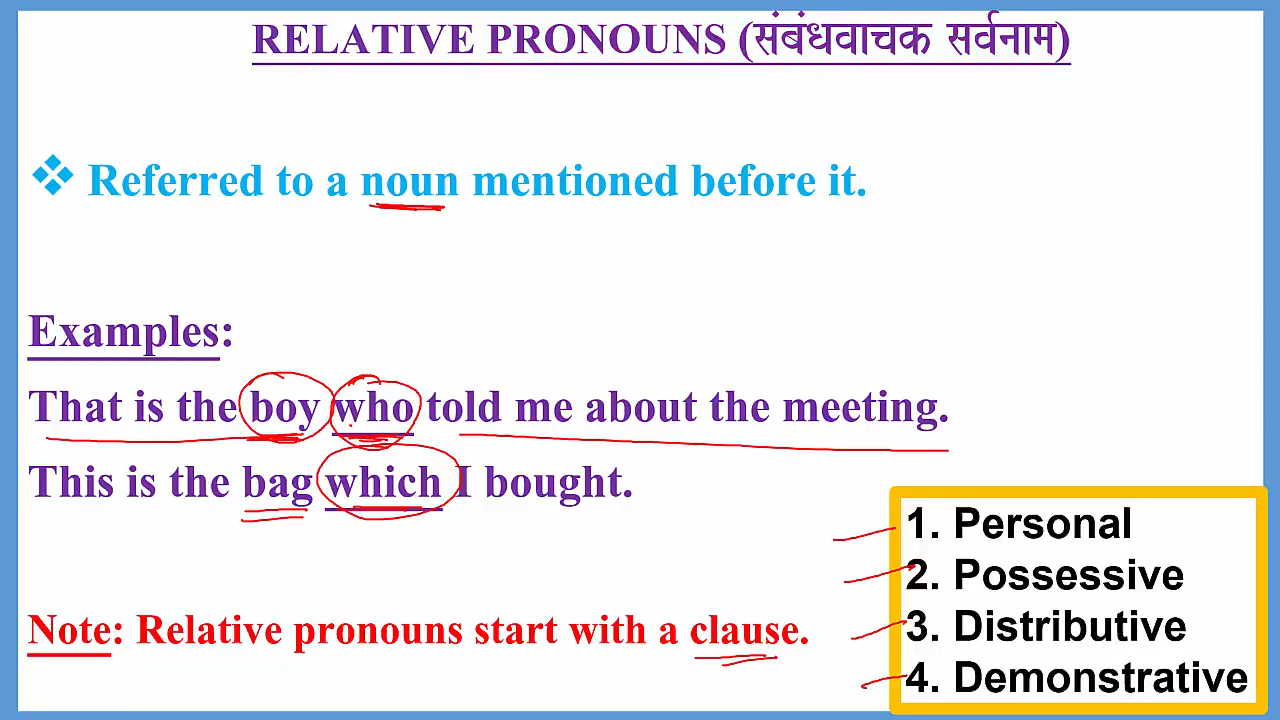 RELATIVE PRONOUNS (संबंधवाचक सर्वनाम)
❖ Referred to a noun mentioned before it.
Examples:
That is the boy who told me about the meeting.
This is the bag which I bought.
Note: Relative pronouns start with a clause.
1. Personal
2. Possessive
3. Distributive
4. Demonstrative